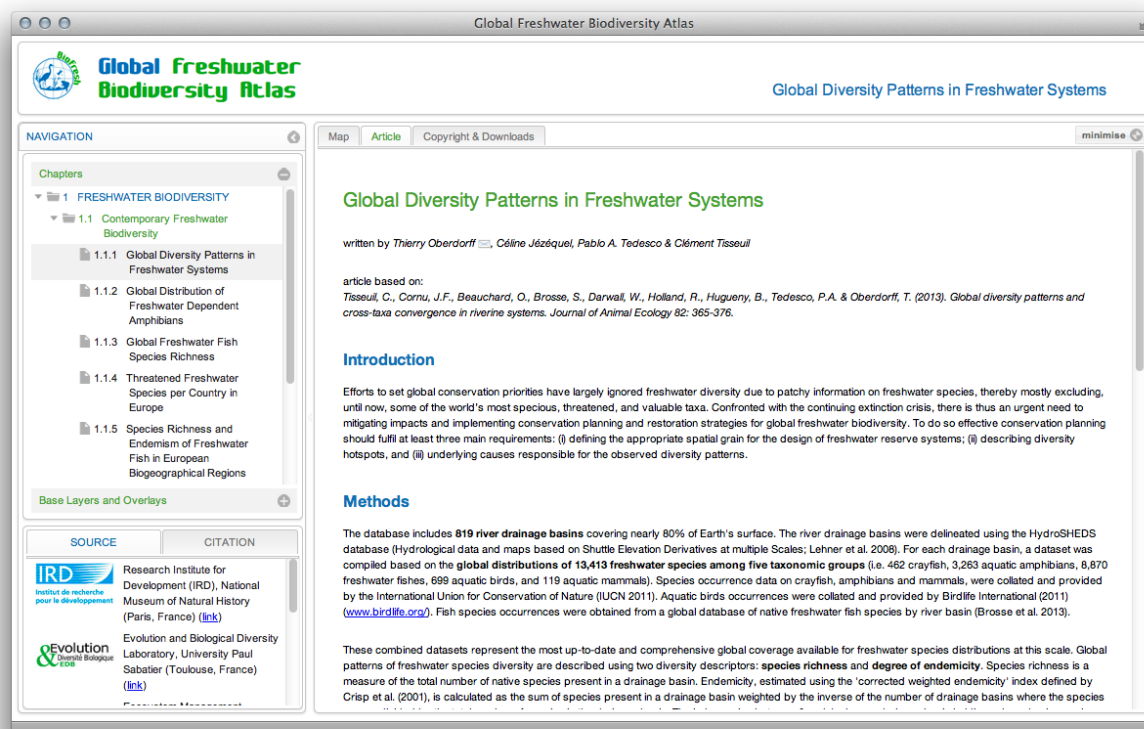 Global Freshwater Biodiversity Atlas
BioFresh
Global Freshwater
Biodiversity Atlas
Global Diversity Patterns in Freshwater Systems
NAVIGATION
Chapters
1 FRESHWATER BIODIVERSITY
1.1 Contemporary Freshwater
Biodiversity
1.1.1 Global Diversity Patterns in
Freshwater Systems
1.1.2 Global Distribution of
Freshwater Dependent
Amphibians
1.1.3 Global Freshwater Fish
Species Richness
1.1.4 Threatened Freshwater
Species per Country in
Europe
1.1.5 Species Richness and
Endemism of Freshwater
Fish in European
Biogeographical Regions
Base Layers and Overlays
SOURCE CITATION
IRD
Institut de recherche
pour le développement
Research Institute for
Development (IRD), National
Museum of Natural History
(Paris, France) (link)
Evolution
& Diversité Biologique
EDB
Evolution and Biological Diversity
Laboratory, University Paul
Sabatier (Toulouse, France)
(link)
Ecosystem Management
Map Article Copyright & Downloads minimise
Global Diversity Patterns in Freshwater Systems
written by Thierry Oberdorff, Céline Jézéquel, Pablo A. Tedesco & Clément Tisseuil
article based on:
Tisseuil, C., Cornu, J.F., Beauchard, O., Brosse, S., Darwall, W., Holland, R., Hugueny, B., Tedesco, P.A. & Oberdorff, T. (2013). Global diversity patterns and
cross-taxa convergence in riverine systems. Journal of Animal Ecology 82: 365-376.
Introduction
Efforts to set global conservation priorities have largely ignored freshwater diversity due to patchy information on freshwater species, thereby mostly excluding,
until now, some of the world's most specious, threatened, and valuable taxa. Confronted with the continuing extinction crisis, there is thus an urgent need to
mitigating impacts and implementing conservation planning and restoration strategies for global freshwater biodiversity. To do so effective conservation planning
should fulfil at least three main requirements: (i) defining the appropriate spatial grain for the design of freshwater reserve systems; (ii) describing diversity
hotspots, and (iii) underlying causes responsible for the observed diversity patterns.
Methods
The database includes 819 river drainage basins covering nearly 80% of Earth's surface. The river drainage basins were delineated using the HydroSHEDS
database (Hydrological data and maps based on Shuttle Elevation Derivatives at multiple Scales; Lehner et al. 2008). For each drainage basin, a dataset was
compiled based on the global distributions of 13,413 freshwater species among five taxonomic groups (i.e. 462 crayfish, 3,263 aquatic amphibians, 8,870
freshwater fishes, 699 aquatic birds, and 119 aquatic mammals). Species occurrence data on crayfish, amphibians and mammals, were collated and provided
by the International Union for Conservation of Nature (IUCN 2011). Aquatic birds occurrences were collated and provided by Birdlife International (2011)
(www.birdlife.org/). Fish species occurrences were obtained from a global database of native freshwater fish species by river basin (Brosse et al. 2013).
These combined datasets represent the most up-to-date and comprehensive global coverage available for freshwater species distributions at this scale. Global
patterns of freshwater species diversity are described using two diversity descriptors: species richness and degree of endemicity. Species richness is a
measure of the total number of native species present in a drainage basin. Endemicity, estimated using the 'corrected weighted endemicity' index defined by
Crisp et al. (2001), is calculated as the sum of species present in a drainage basin weighted by the inverse of the number of drainage basins where the species